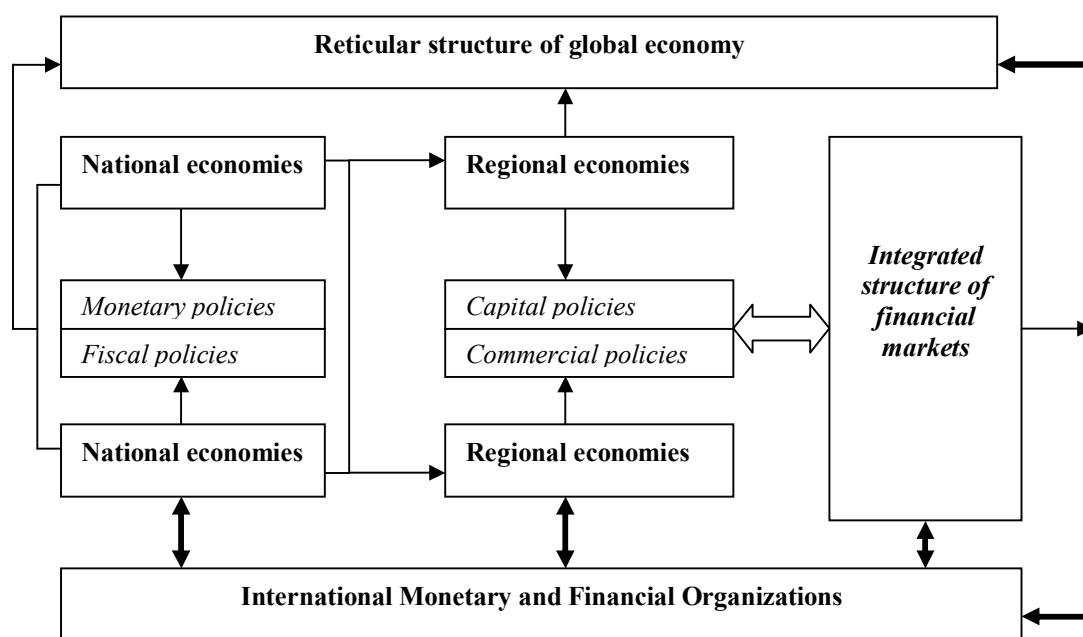 Reticular structure of global economy
National economies
Regional economies
Integrated
structure of
financial
markets
Monetary policies
Fiscal policies
Capital policies
Commercial policies
National economies
Regional economies
International Monetary and Financial Organizations